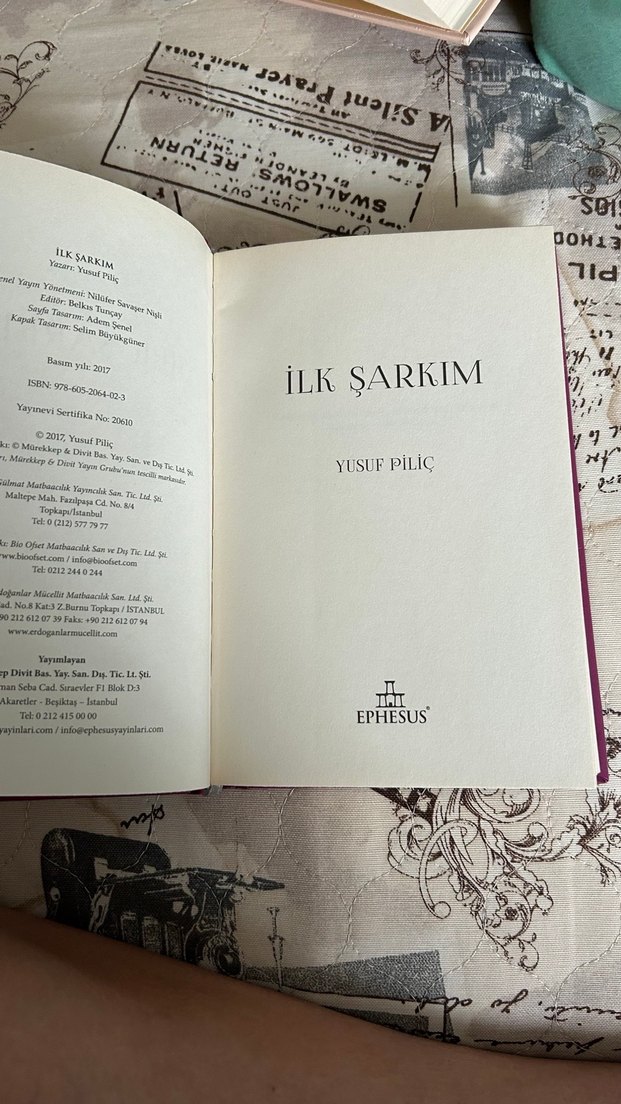 İLK ŞARKIM
Yazarı: Yusuf Piliç
Yayın Yönetmeni: Nilüfer Savaşer Nişli
Editör: Belkıs Tunçay
Sayfa Tasarım: Adem Şenel
Kapak Tasarım: Selim Büyükgüner
Basım yılı: 2017
ISBN: 978-605-2064-02-3
Yayınevi Sertifika No: 20610
© 2017, Yusuf Piliç
© Mürekkep & Divit Bas. Yay. San. ve Dış Tic. Ltd. Şti.
Mürekkep & Divit Yayın Grubu'nun tescilli markasıdır.
Matbaacılık Yayıncılık San. Tic. Ltd. Şti.
Maltepe Mah. Fazılpaşa Cd. No. 8/4
Topkapı/İstanbul
Tel: 0 (212) 577 79 77
Bio Ofset Matbaacılık San ve Dış Tic. Ltd. Şti.
www.bioofset.com / info@bioofset.com
Tel: 0212 244 0 244
Mücellit Matbaacılık San. Ltd. Şti.
No.8 Kat:3 Z.Burnu Topkapı / İSTANBUL
212 612 07 39 Faks: +90 212 612 07 94
www.erdoganlarmucellit.com
Yayımlayan
Divit Bas. Yay. San. Dış. Tic. Lt. Şti.
Seba Cad. Sıraevler F1 Blok D:3
Akaretler - Beşiktaş – İstanbul
Tel: 0 212 415 00 00
/ info@ephesusyayinlari.com
İLK ŞARKIM
YUSUF PİLİÇ
EPHESUS®
A Silent Prayer
SWALLOWS' RETURN
JUST OUT